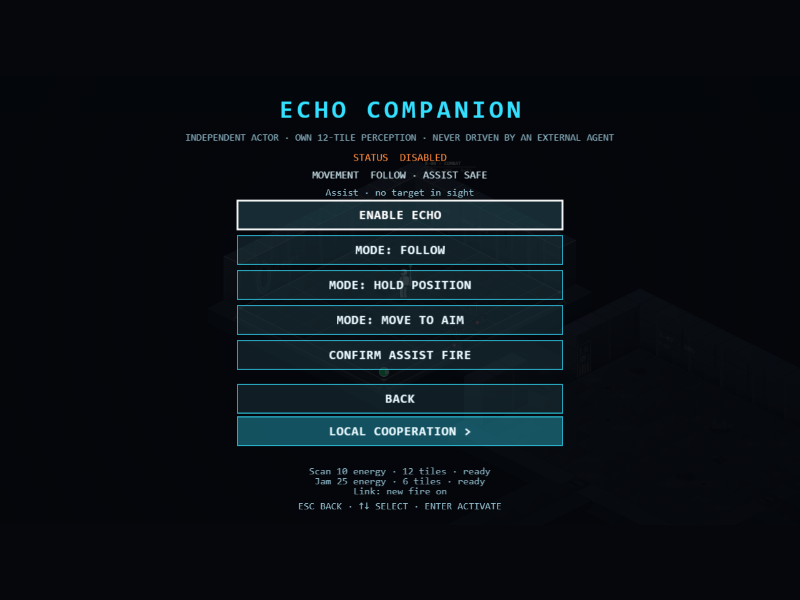 ECHO COMPANION
INDEPENDENT ACTOR · OWN 12-TILE PERCEPTION · NEVER DRIVEN BY AN EXTERNAL AGENT
STATUS DISABLED
MOVEMENT FOLLOW · ASSIST SAFE
Assist · no target in sight
ENABLE ECHO
MODE: FOLLOW
MODE: HOLD POSITION
MODE: MOVE TO AIM
CONFIRM ASSIST FIRE
BACK
LOCAL COOPERATION >
Scan 10 energy · 12 tiles · ready
Jam 25 energy · 6 tiles · ready
Link: new fire on
ESC BACK · ↑↓ SELECT · ENTER ACTIVATE